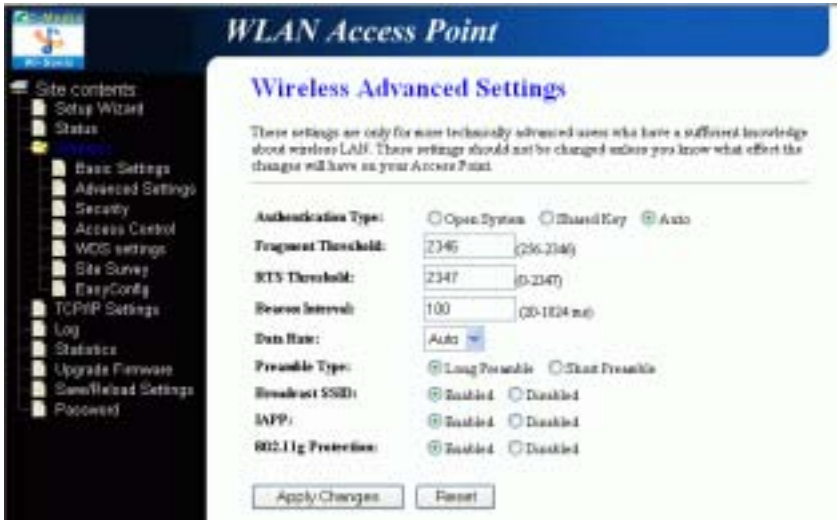 WLAN Access Point
Site contents
Setup Wizard
Status
Wireless
Basic Settings
Advanced Settings
Security
Access Control
WDS settings
Site Survey
EasyConfig
TCP/IP Settings
Log
Statistics
Upgrade Firmware
Save/Reload Settings
Password
Wireless Advanced Settings
These settings are only for more technically advanced users who have a sufficient knowledge
about wireless LAN. These settings should not be changed unless you know what effect the
changes will have on your Access Point.
Authentication Type: Open System Shared Key Auto
Fragment Threshold: 2346 (256-2346)
RTS Threshold: 2347 (0-2347)
Beacon Interval: 100 (20-1024 ms)
Data Rate: Auto
Preamble Type: Long Preamble Short Preamble
Broadcast SSID: Enabled Disabled
IAPP: Enabled Disabled
802.11g Protection: Enabled Disabled
Apply Changes Reset